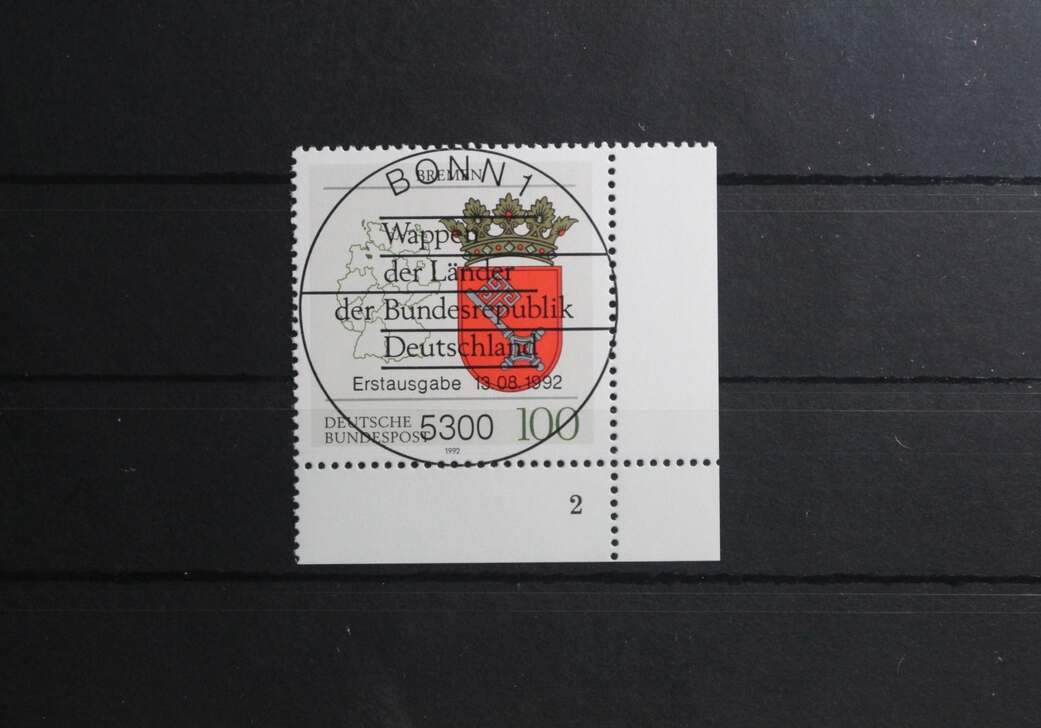 BONN 1
BREMEN
Wappen
der Länder
der Bundesrepublik
Deutschland
Erstausgabe 13.08.1992
DEUTSCHE
BUNDESPOST
5300
100
1992
2